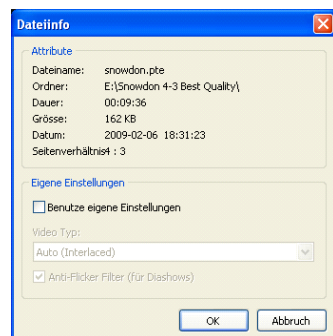 Dateiinfo
Attribute
Dateiname: snowdon.pte
Ordner: E:\Snowdon 4-3 Best Quality\
Dauer: 00:09:36
Grösse: 162 KB
Datum: 2009-02-06 18:31:23
Seitenverhältnis4 : 3
Eigene Einstellungen
Benutze eigene Einstellungen
Video Typ:
Auto (Interlaced)
Anti-Flicker Filter (für Diashows)
OK Abbruch